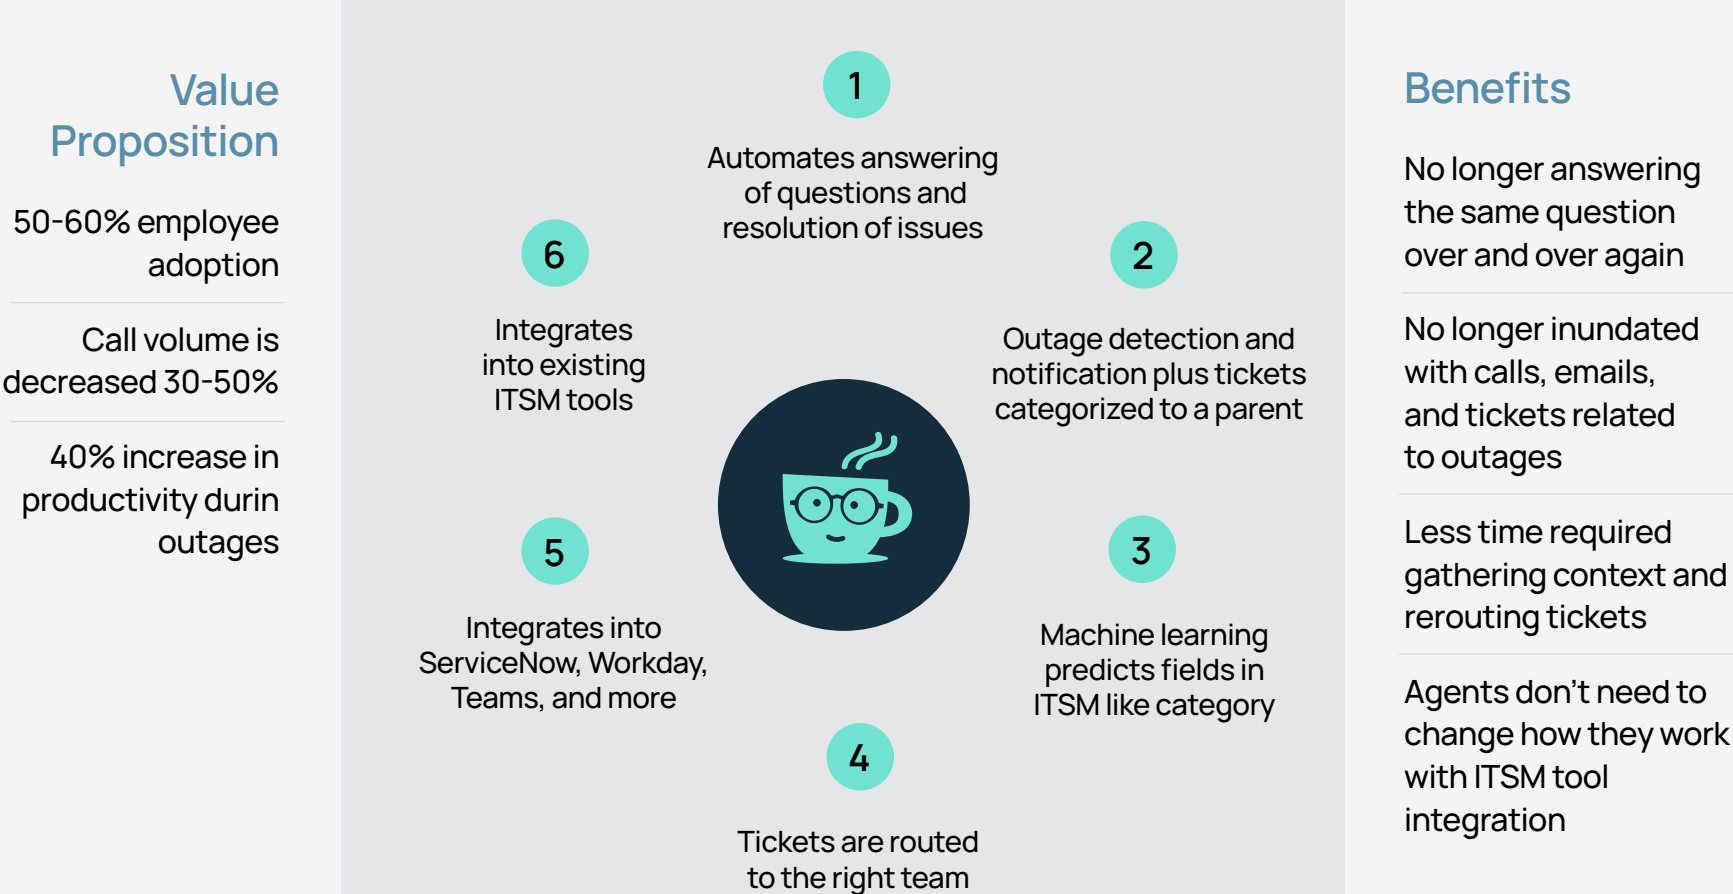 Value
Proposition
50-60% employee
adoption
Call volume is
decreased 30-50%
40% increase in
productivity durin
outages
1
Automates answering
of questions and
resolution of issues
2
Outage detection and
notification plus tickets
categorized to a parent
3
Machine learning
predicts fields in
ITSM like category
4
Tickets are routed
to the right team
5
Integrates into
ServiceNow, Workday,
Teams, and more
6
Integrates
into existing
ITSM tools
Benefits
No longer answering
the same question
over and over again
No longer inundated
with calls, emails,
and tickets related
to outages
Less time required
gathering context and
rerouting tickets
Agents don’t need to
change how they work
with ITSM tool
integration